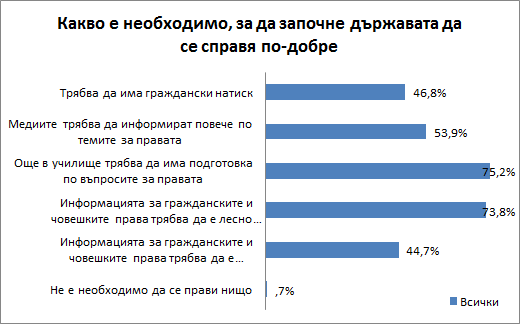 Какво е необходимо, за да започне държавата да
се справя по-добре
Трябва да има граждански натиск
46,8%
Медиите трябва да информират повече по
темите за правата
53,9%
Още в училище трябва да има подготовка
по въпросите за правата
75,2%
Информацията за гражданските и
човешките права трябва да е лесно…
73,8%
Информацията за гражданските и
човешките права трябва да е…
44,7%
Не е необходимо да се прави нищо
,7%
Всички